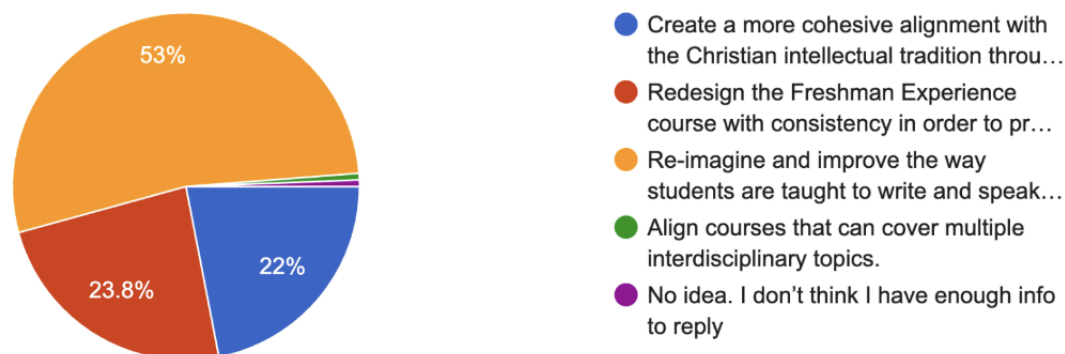 53%
23.8%
22%
Create a more cohesive alignment with
the Christian intellectual tradition throu…
Redesign the Freshman Experience
course with consistency in order to pr…
Re-imagine and improve the way
students are taught to write and speak…
Align courses that can cover multiple
interdisciplinary topics.
No idea. I don’t think I have enough info
to reply